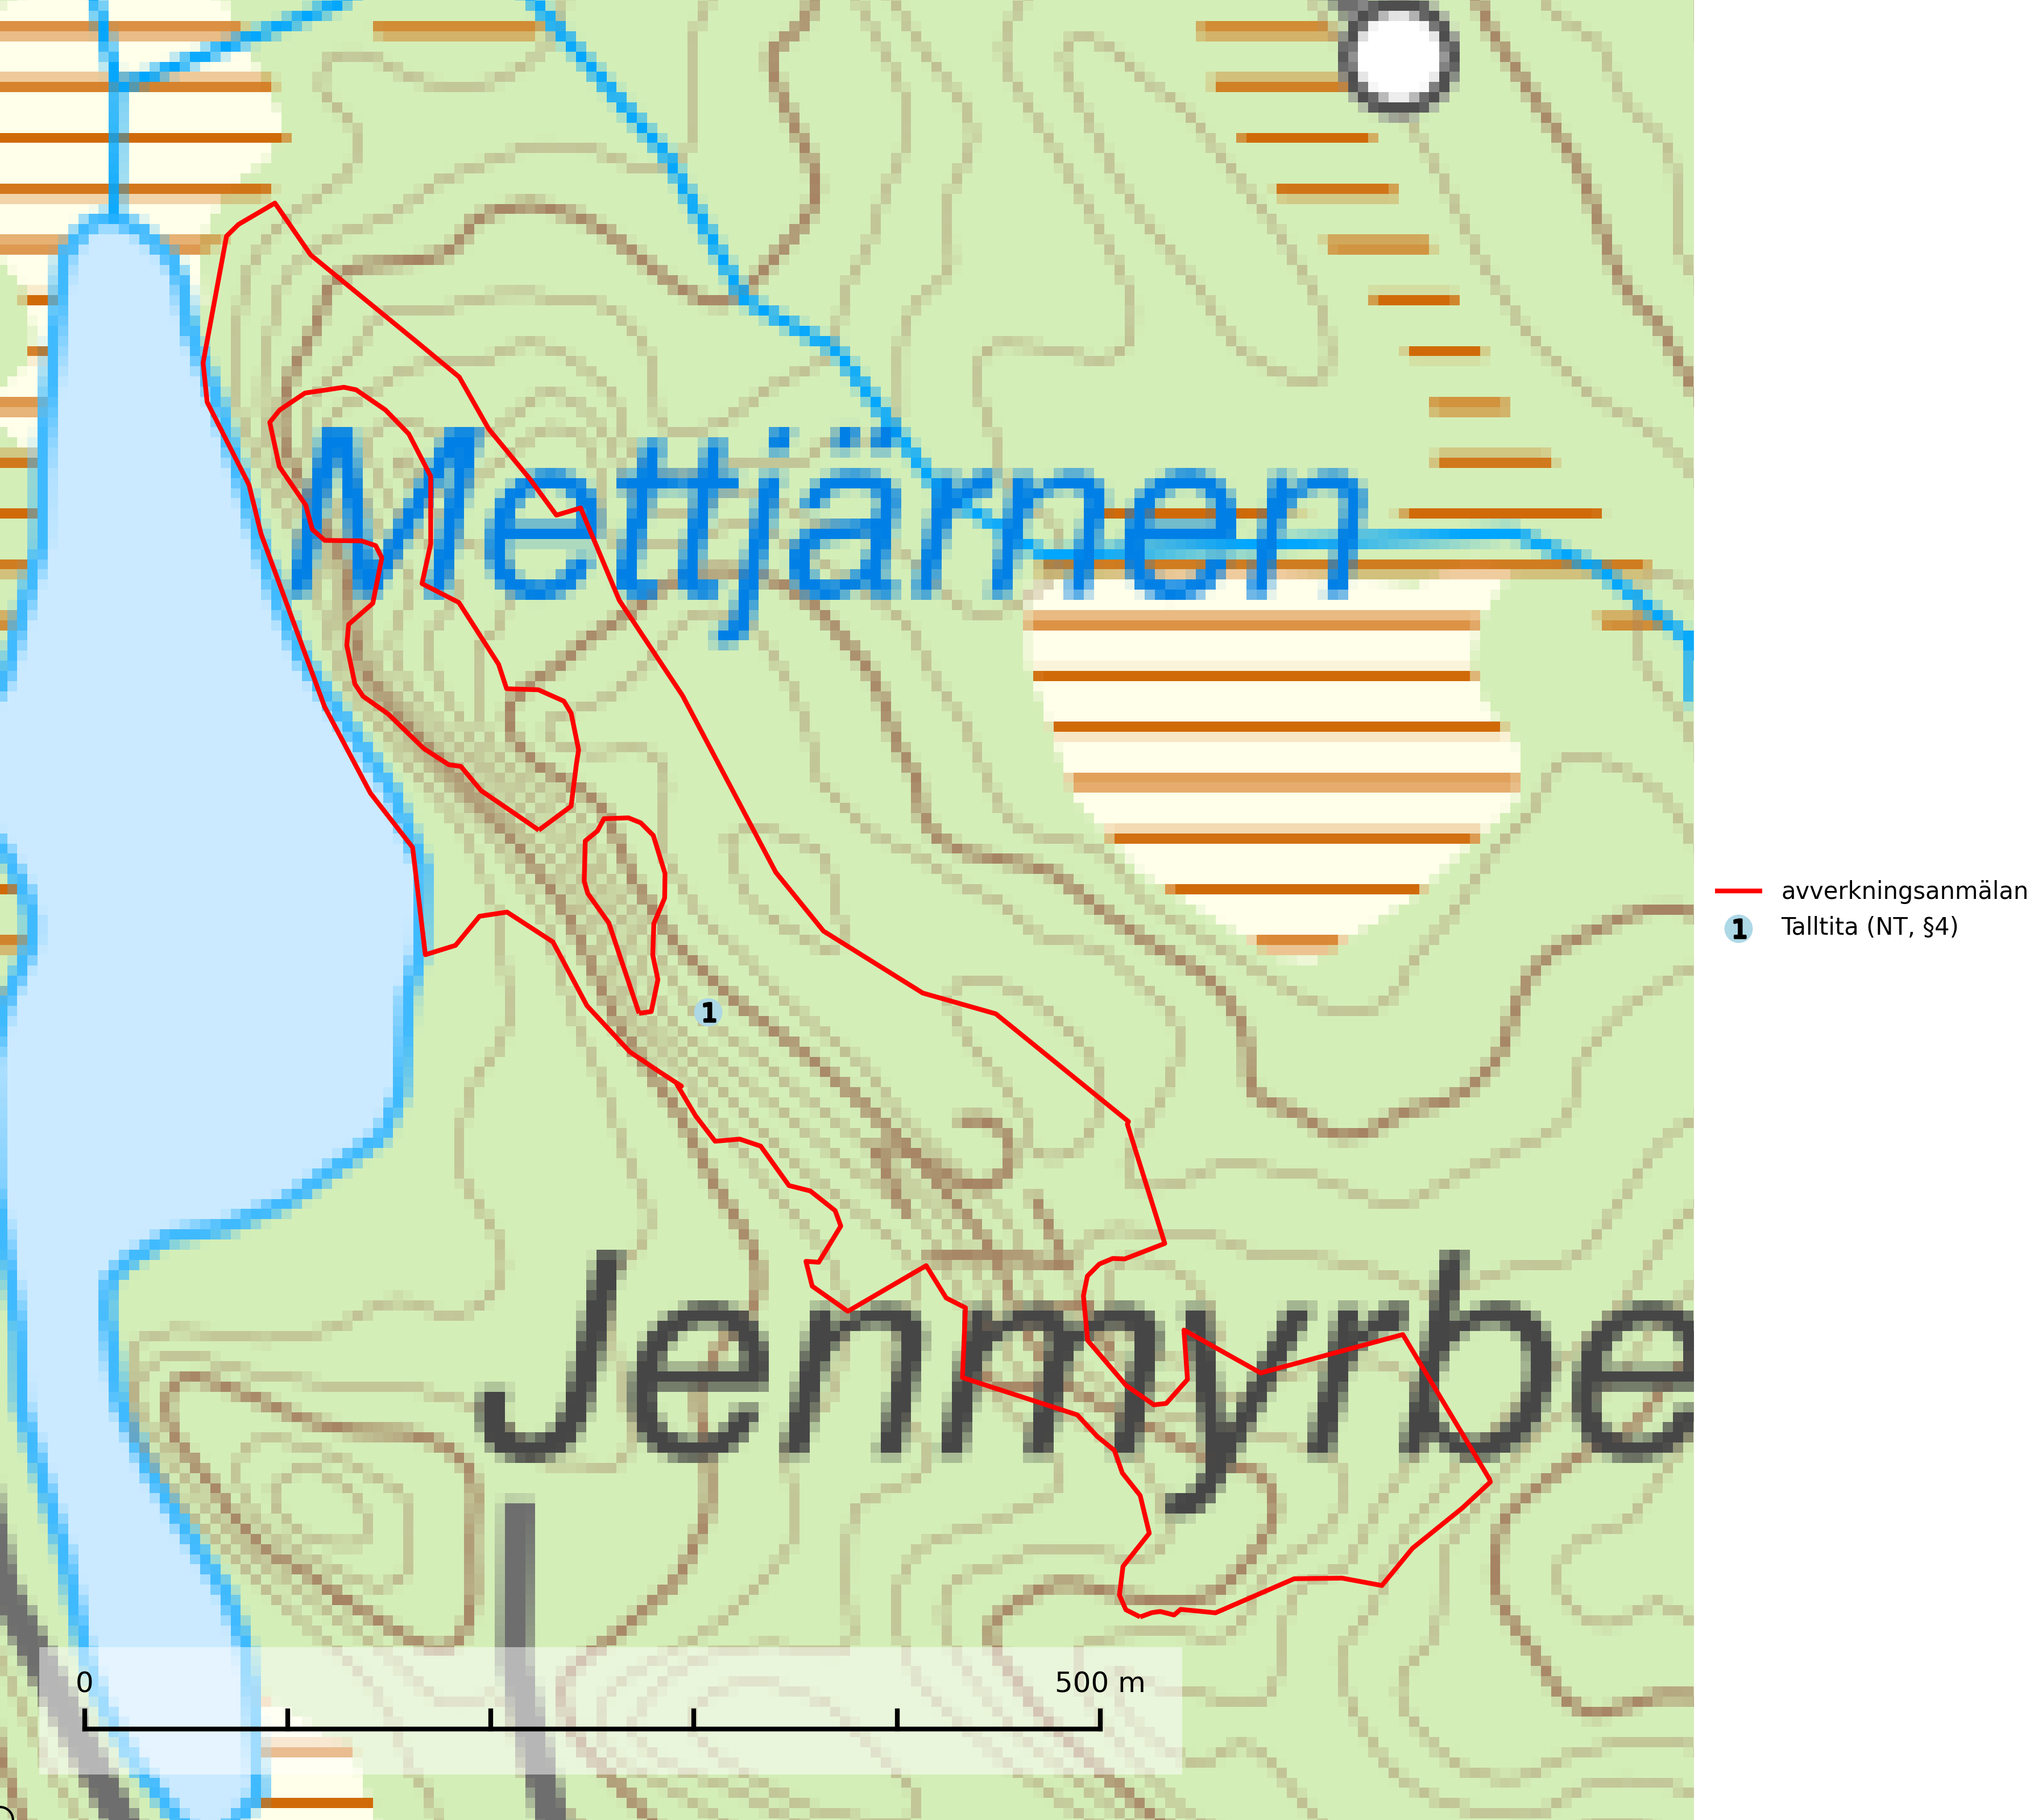 Mettjärnen
avverkningsanmälan
1 Talltita (NT, §4)
1
Jenmyrbe
0
500 m